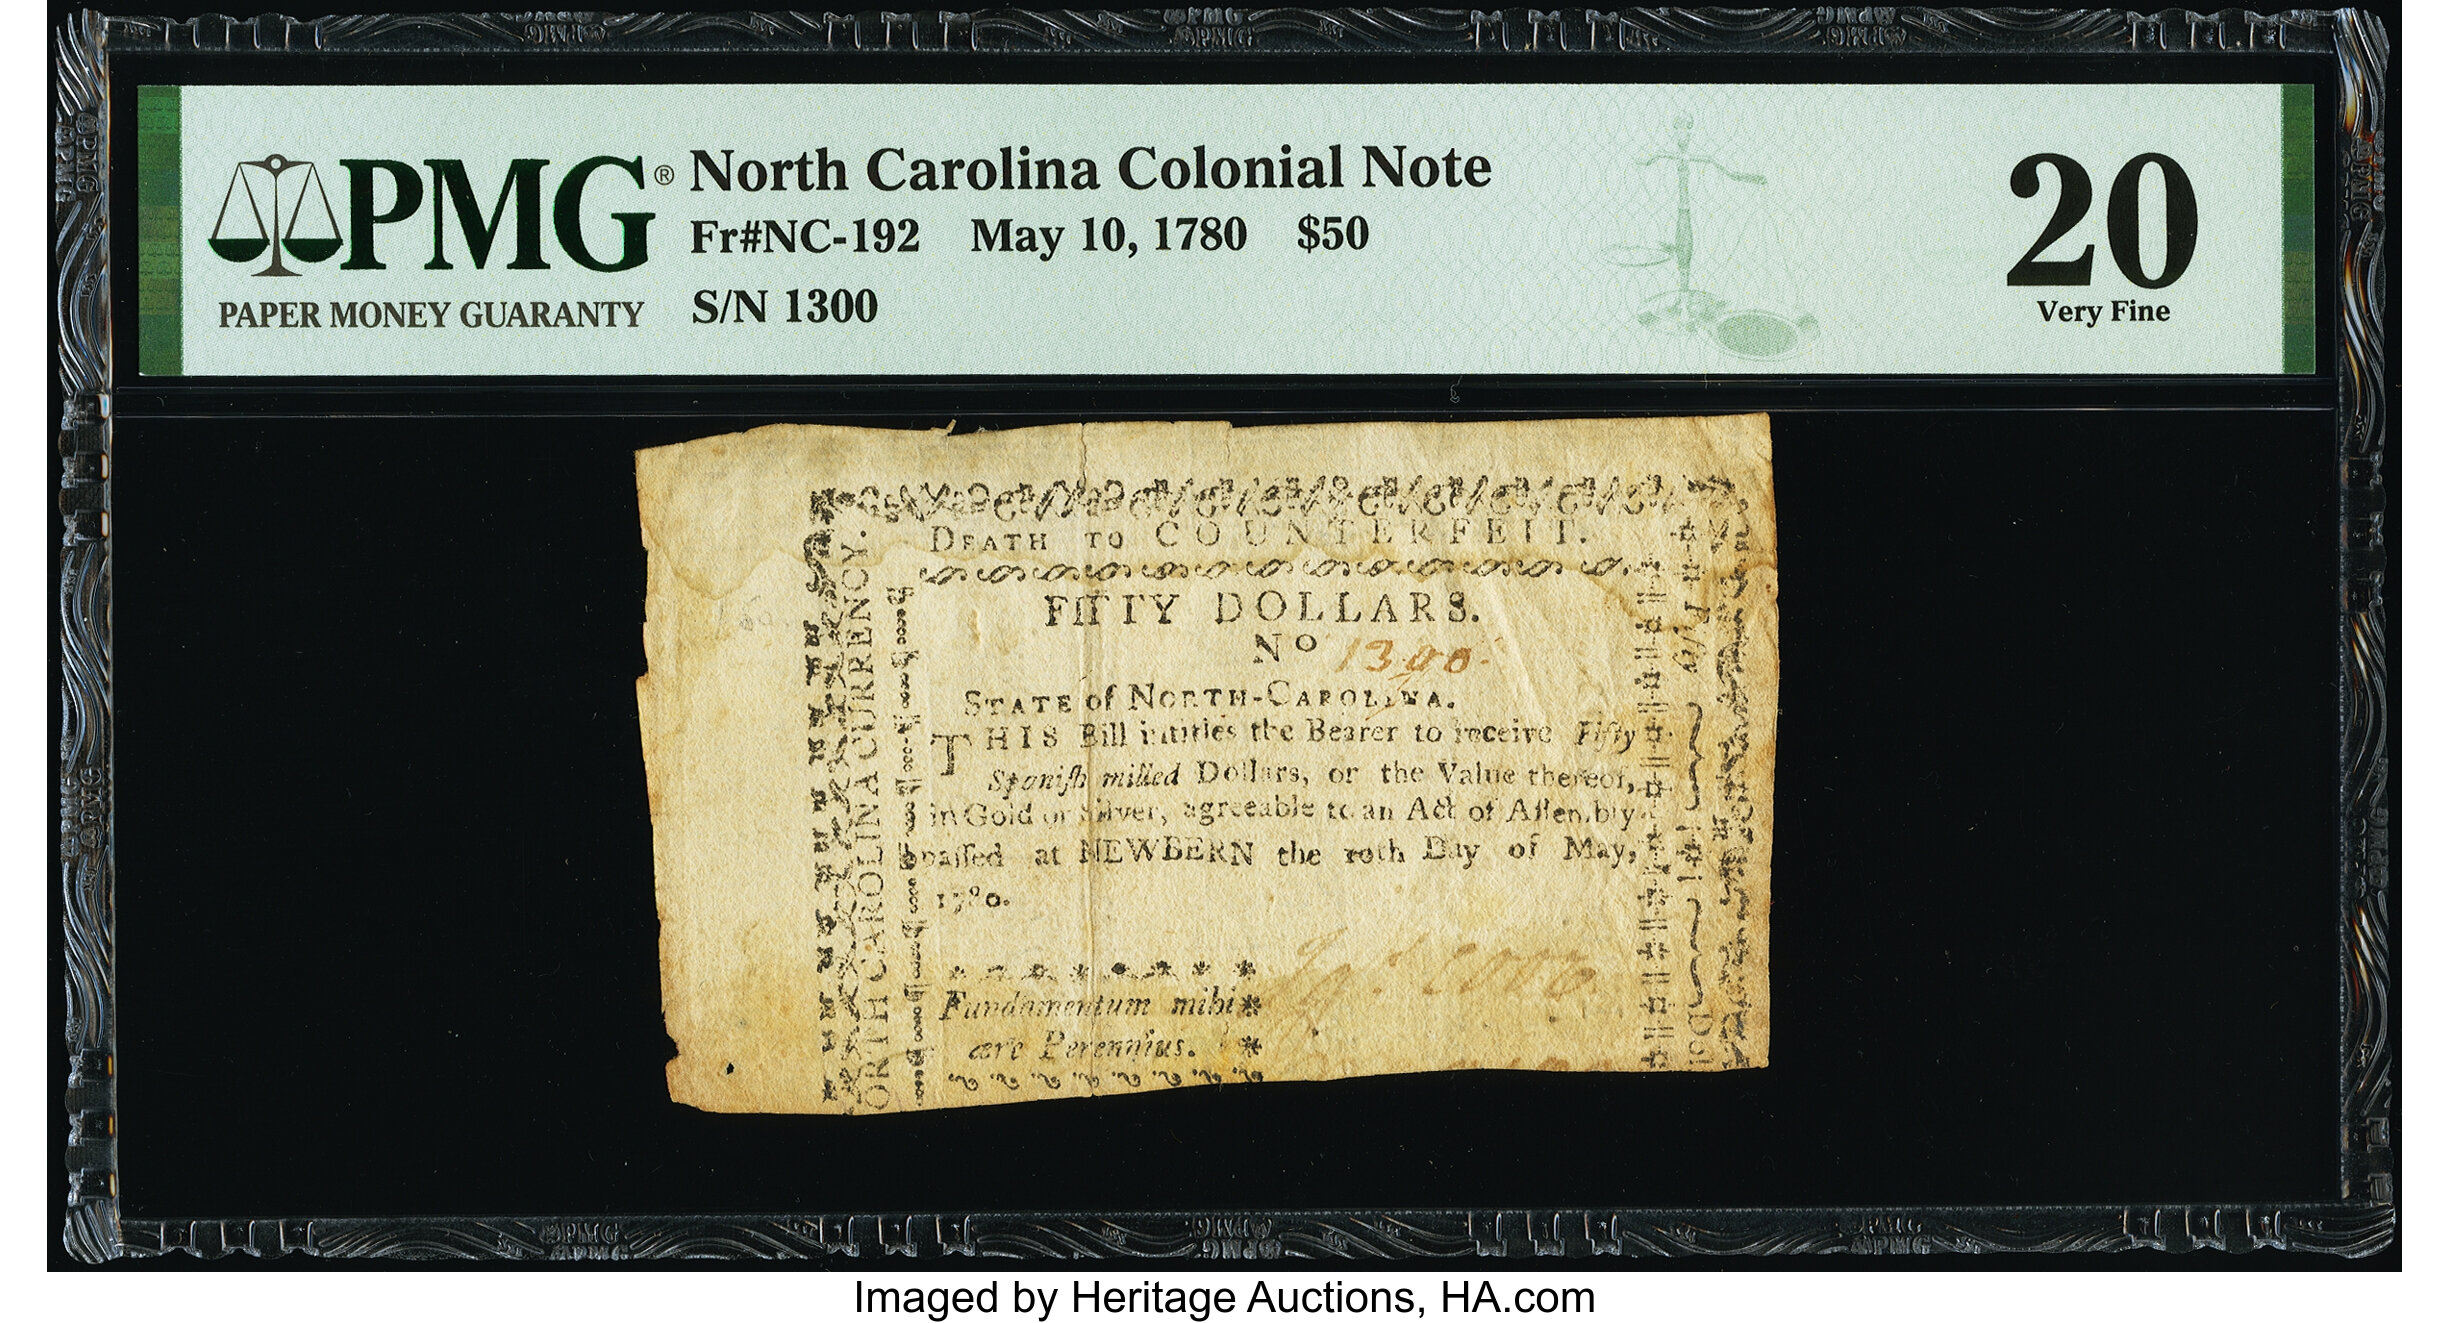 PMG®
PAPER MONEY GUARANTY
North Carolina Colonial Note
Fr#NC-192 May 10, 1780 $50
S/N 1300
20
Very Fine
DEATH TO COUNTERFEIT.
FIFTY DOLLARS.
No 1300
STATE of NORTH-CAROLINA.
THIS Bill intitles the Bearer to receive Fifty
Spaniſh milled Dollars, or the Value thereof,
in Gold or Silver, agreeable to an Act of Aſſembly
paſſed at NEWBERN the 10th Day of May,
1780.
Fundamentum mihi
ære Perennius.
ORTH CAROLINA CURRENCY.
Imaged by Heritage Auctions, HA.com